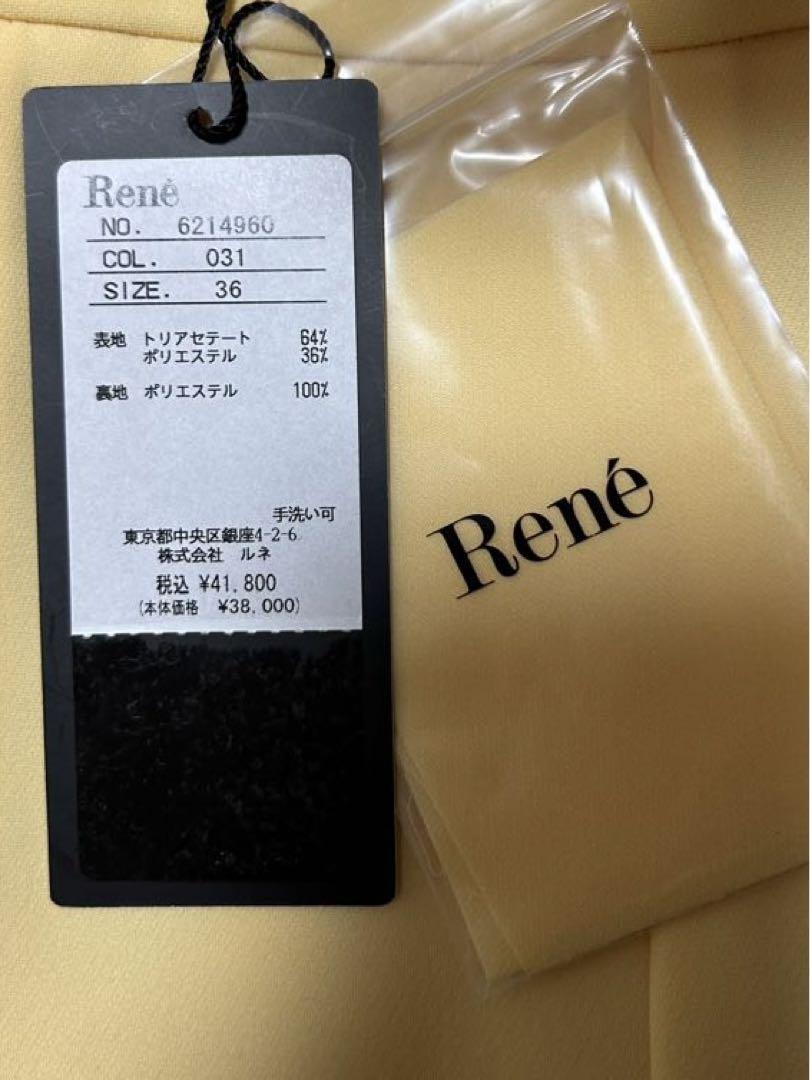 René
NO. 6214960
COL. 031
SIZE. 36
表地 トリアセテート 64%
ポリエステル 36%
裏地 ポリエステル 100%
手洗い可
東京都中央区銀座4-2-6
株式会社 ルネ
税込 ¥41,800
(本体価格 ¥38,000)
René